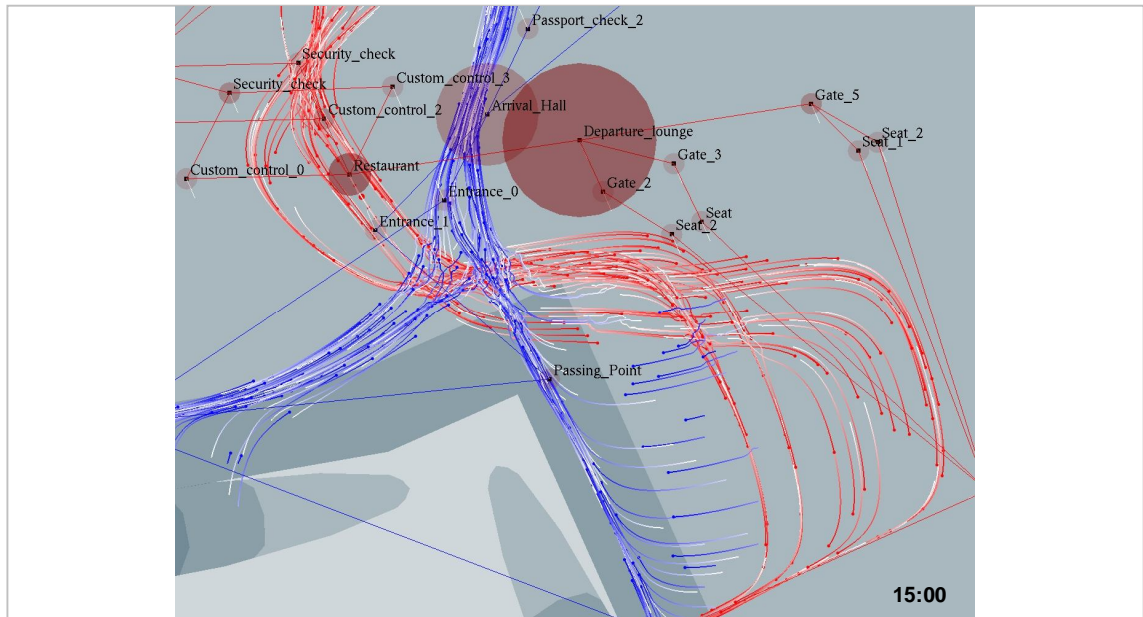 Passport_check_2
Security_check
Security_check
Custom_control_3
Custom_control_2
Arrival_Hall
Gate_5
Departure_lounge
Seat_2
Seat_1
Custom_control_0
Restaurant
Gate_3
Entrance_0
Gate_2
Entrance_1
Seat
Seat_2
Passing_Point
15:00